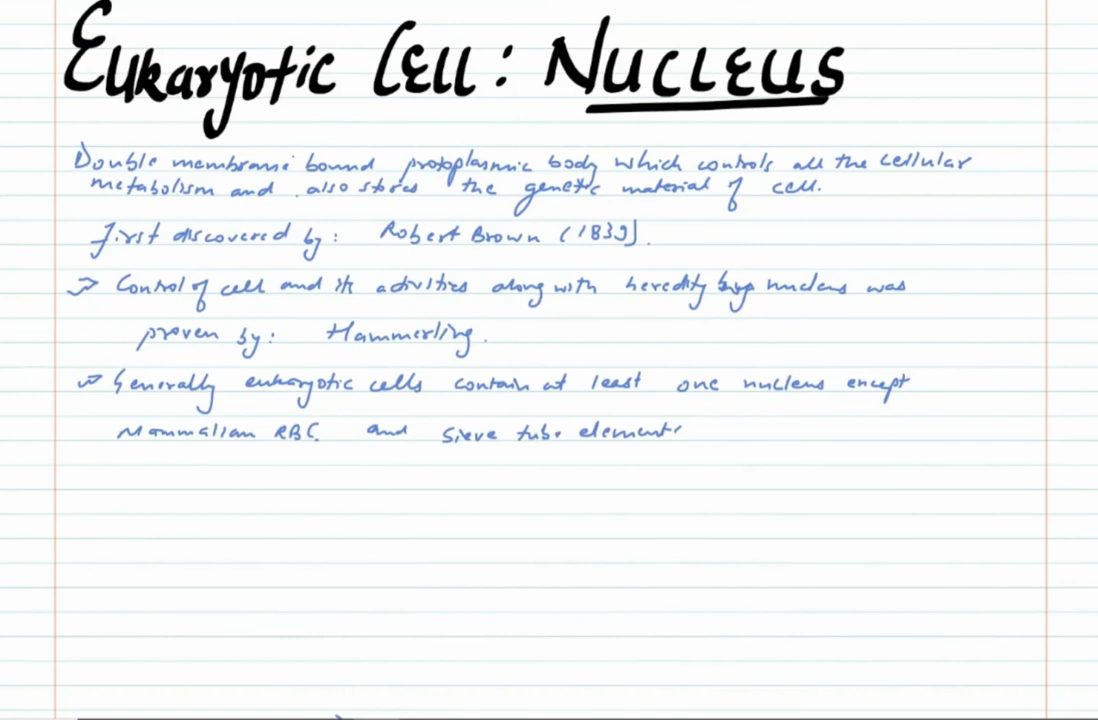 Eukaryotic Cell: Nucleus
Double membrane bound protoplasmic body which controls all the cellular
metabolism and also stores the genetic material of cell.
First discovered by: Robert Brown (1839).
Control of cell and its activities along with heredity by nucleus was
proven by: Hammerling.
Generally eukaryotic cells contain at least one nucleus except
Mammalian RBC and sieve tube elements